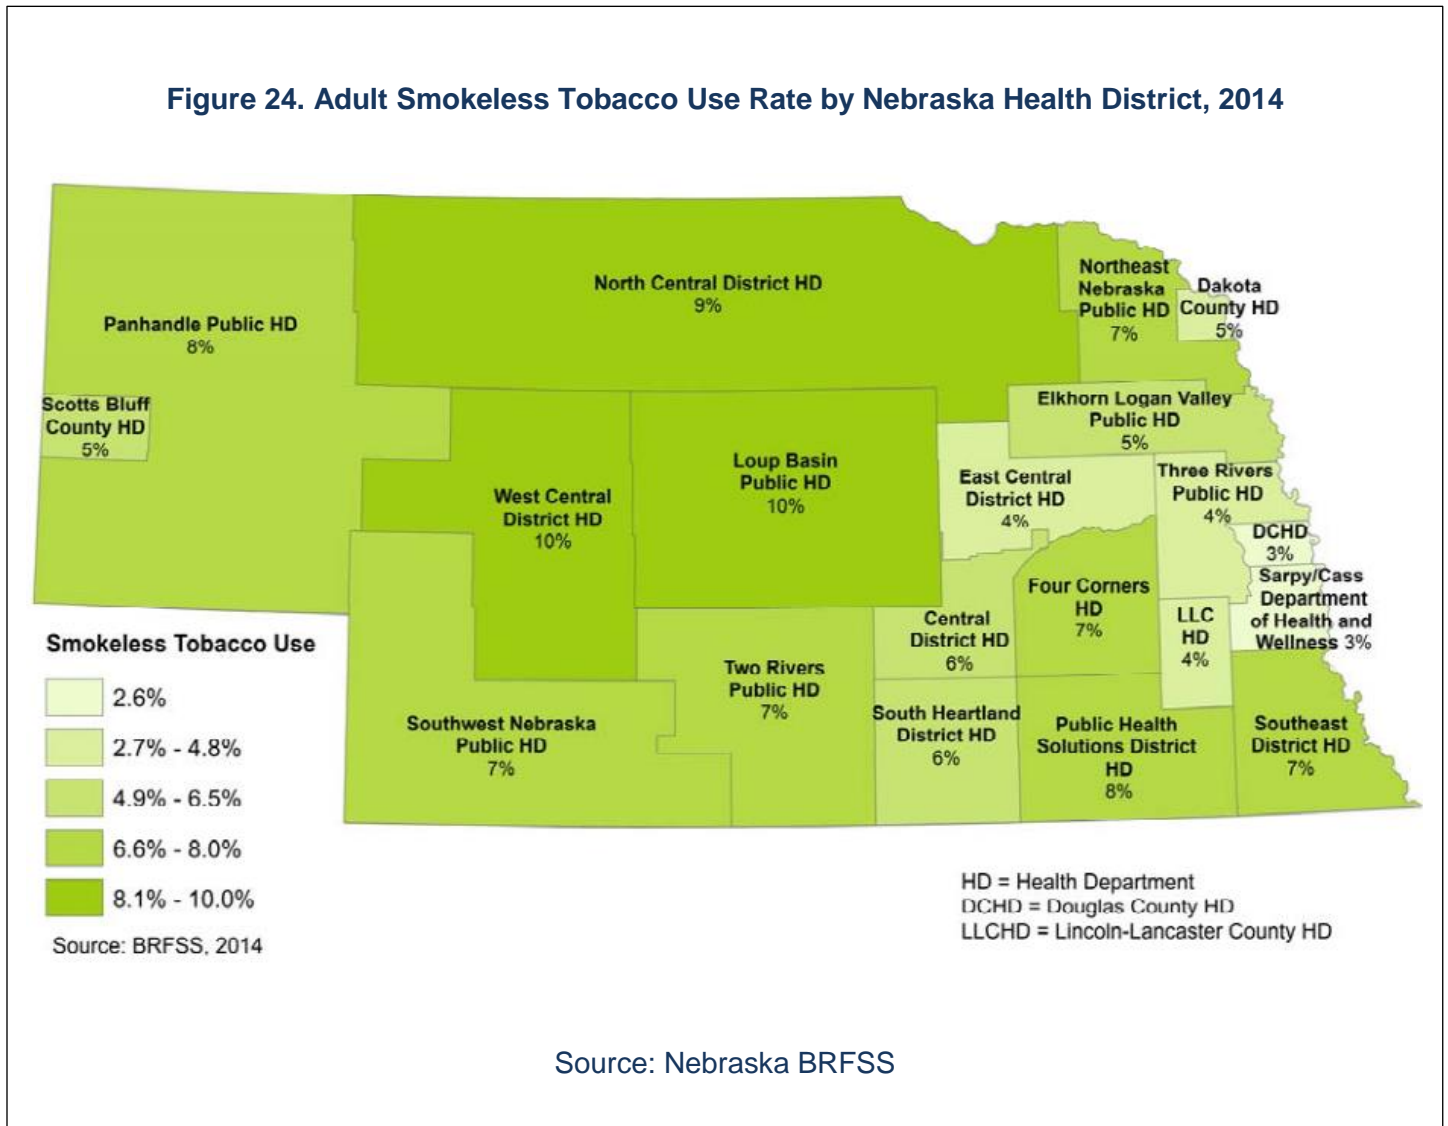 Figure 24. Adult Smokeless Tobacco Use Rate by Nebraska Health District, 2014
North Central District HD
9%
Northeast
Nebraska
Public HD
7%
Dakota
County HD
5%
Panhandle Public HD
8%
Scotts Bluff
County HD
5%
Elkhorn Logan Valley
Public HD
5%
Loup Basin
Public HD
10%
West Central
District HD
10%
East Central
District HD
4%
Three Rivers
Public HD
4%
DCHD
3%
Sarpy/Cass
Department
of Health and
Wellness 3%
Four Corners
HD
7%
LLC
HD
4%
Central
District HD
6%
Two Rivers
Public HD
7%
Southwest Nebraska
Public HD
7%
South Heartland
District HD
6%
Public Health
Solutions District
HD
8%
Southeast
District HD
7%
Smokeless Tobacco Use
2.6%
2.7% - 4.8%
4.9% - 6.5%
6.6% - 8.0%
8.1% - 10.0%
Source: BRFSS, 2014
HD = Health Department
DCHD = Douglas County HD
LLCHD = Lincoln-Lancaster County HD
Source: Nebraska BRFSS